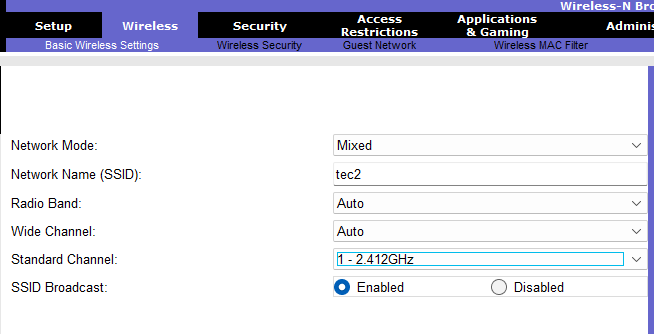 Wireless-N Bro
Setup Wireless Security Access Restrictions Applications & Gaming Adminis
Basic Wireless Settings Wireless Security Guest Network Wireless MAC Filter
Network Mode: Mixed
Network Name (SSID): tec2
Radio Band: Auto
Wide Channel: Auto
Standard Channel: 1 - 2.412GHz
SSID Broadcast: Enabled Disabled